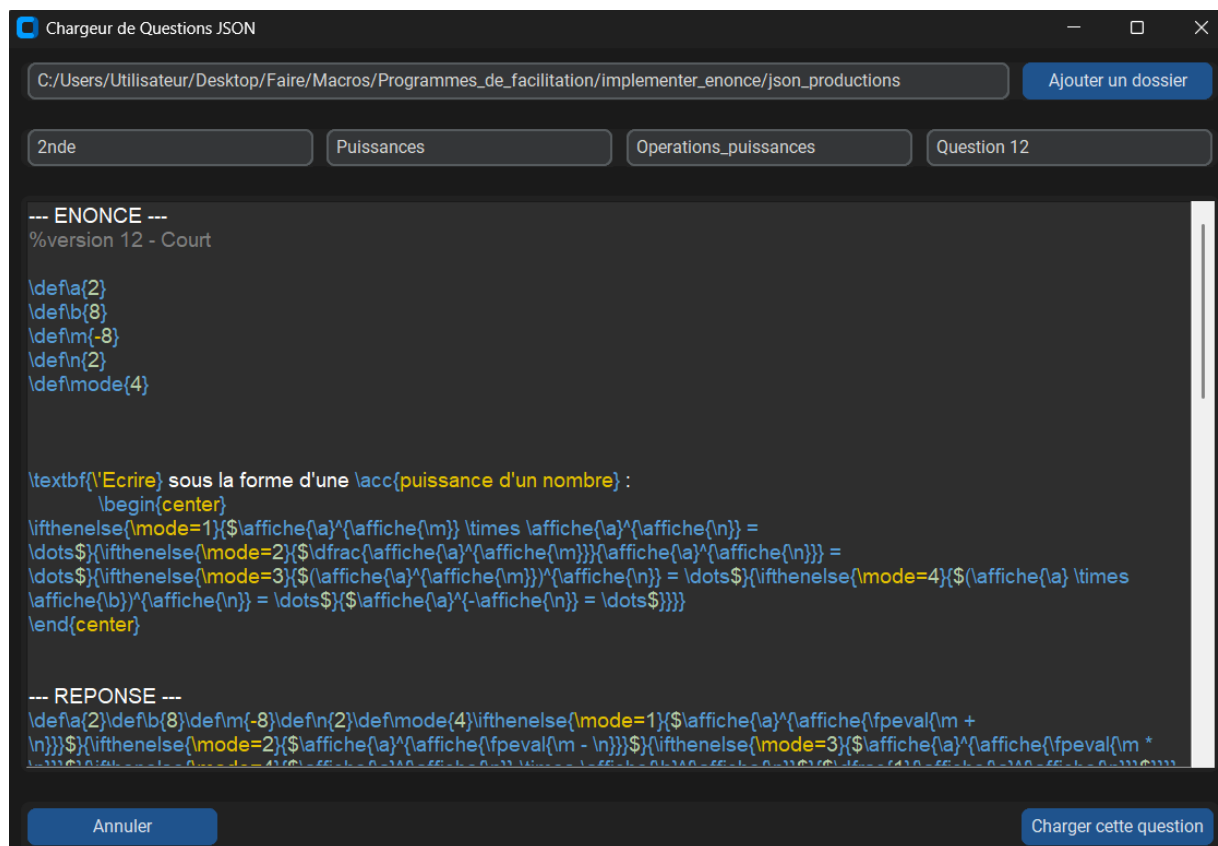 Chargeur de Questions JSON
C:/Users/Utilisateur/Desktop/Faire/Macros/Programmes_de_facilitation/implementer_enonce/json_productions
Ajouter un dossier
2nde
Puissances
Operations_puissances
Question 12
--- ENONCE ---
%version 12 - Court
\def\a{2}
\def\b{8}
\def\m{-8}
\def\n{2}
\def\mode{4}
\textbf{\'Ecrire} sous la forme d'une \acc{puissance d'un nombre} :
\begin{center}
\ifthenelse{\mode=1}{$\affiche{\a}^{\affiche{\m}} \times \affiche{\a}^{\affiche{\n}} =
\dots$}{\ifthenelse{\mode=2}{$\dfrac{\affiche{\a}^{\affiche{\m}}}{\affiche{\a}^{\affiche{\n}}} =
\dots$}{\ifthenelse{\mode=3}{$(\affiche{\a}^{\affiche{\m}})^{\affiche{\n}} = \dots$}{\ifthenelse{\mode=4}{$(\affiche{\a} \times
\affiche{\b})^{\affiche{\n}} = \dots$}{$\affiche{\a}^{-\affiche{\n}} = \dots$}}}}
\end{center}
--- REPONSE ---
\def\a{2}\def\b{8}\def\m{-8}\def\n{2}\def\mode{4}\ifthenelse{\mode=1}{$\affiche{\a}^{\affiche{\fpeval{\m +
\n}}}$}{\ifthenelse{\mode=2}{$\affiche{\a}^{\affiche{\fpeval{\m - \n}}}$}{\ifthenelse{\mode=3}{$\affiche{\a}^{\affiche{\fpeval{\m *
Annuler
Charger cette question